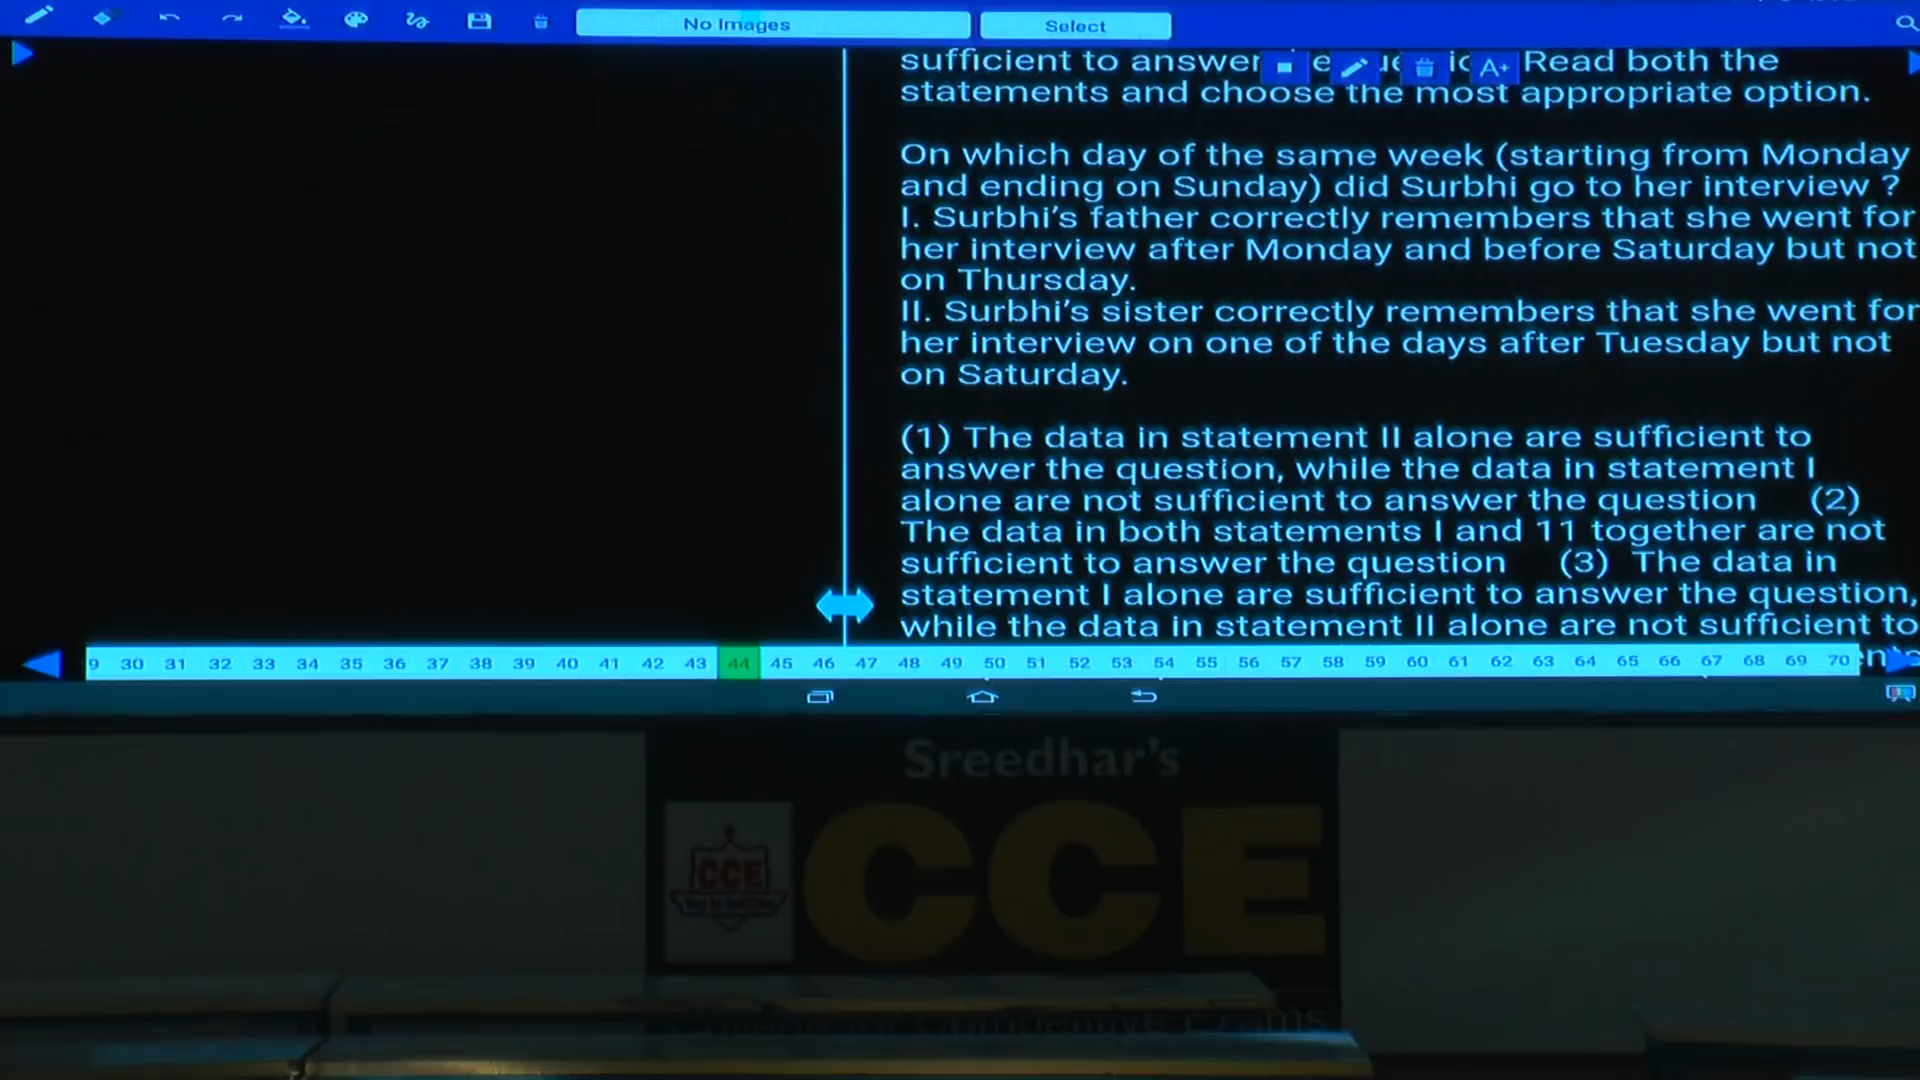 No Images
Select
sufficient to answer Read both the
statements and choose the most appropriate option.
On which day of the same week (starting from Monday
and ending on Sunday) did Surbhi go to her interview ?
I. Surbhi's father correctly remembers that she went for
her interview after Monday and before Saturday but not
on Thursday.
II. Surbhi's sister correctly remembers that she went for
her interview on one of the days after Tuesday but not
on Saturday.
(1) The data in statement II alone are sufficient to
answer the question, while the data in statement I
alone are not sufficient to answer the question (2)
The data in both statements I and 11 together are not
sufficient to answer the question (3) The data in
statement I alone are sufficient to answer the question,
while the data in statement II alone are not sufficient to
9 30 31 32 33 34 35 36 37 38 39 40 41 42 43 44 45 46 47 48 49 50 51 52 53 54 55 56 57 58 59 60 61 62 63 64 65 66 67 68 69 70
Sreedhar's
CCE
CCE